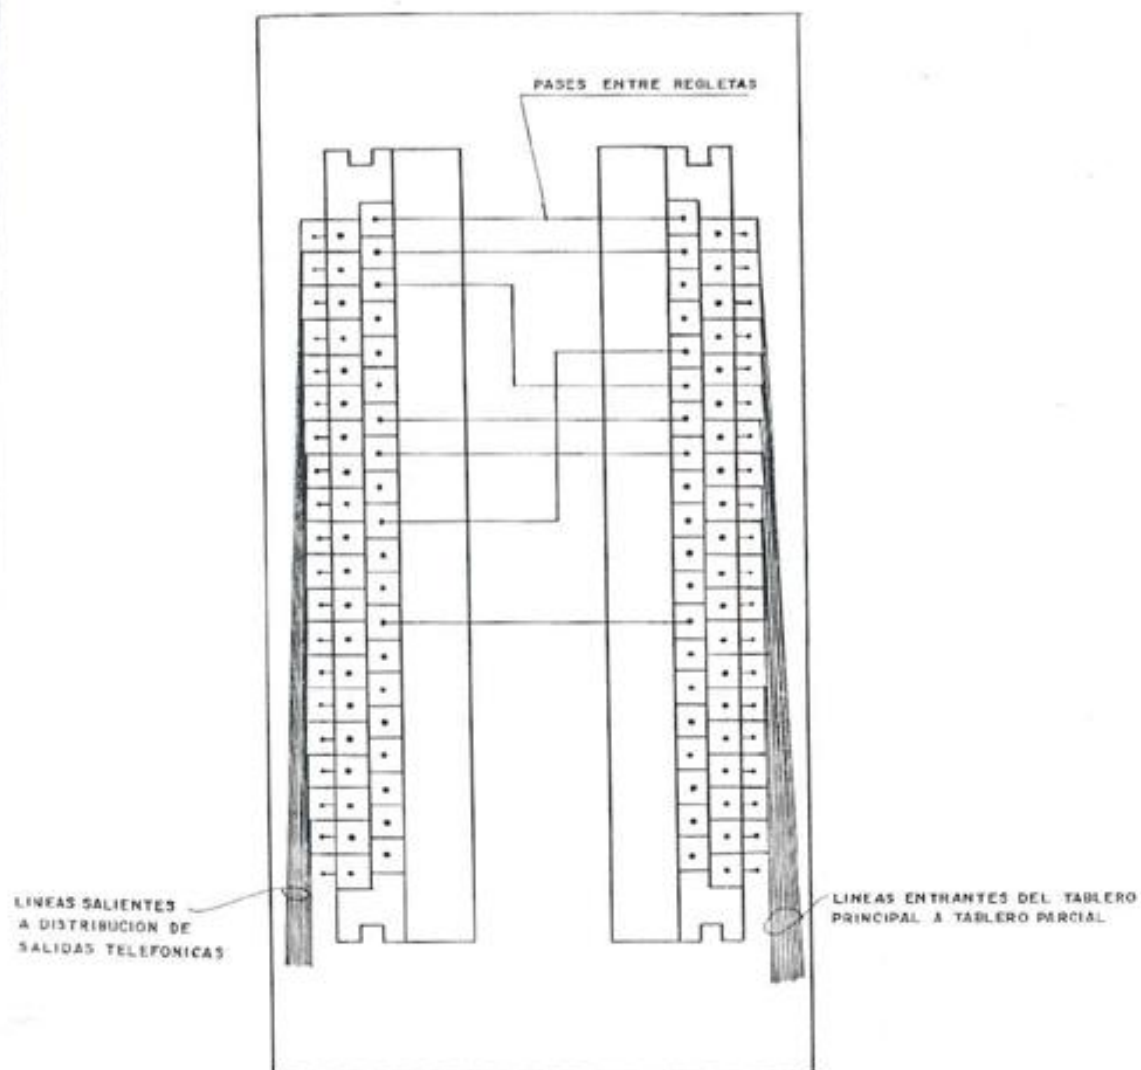 PASES ENTRE REGLETAS
LINEAS SALIENTES
A DISTRIBUCION DE
SALIDAS TELEFONICAS
LINEAS ENTRANTES DEL TABLERO
PRINCIPAL A TABLERO PARCIAL